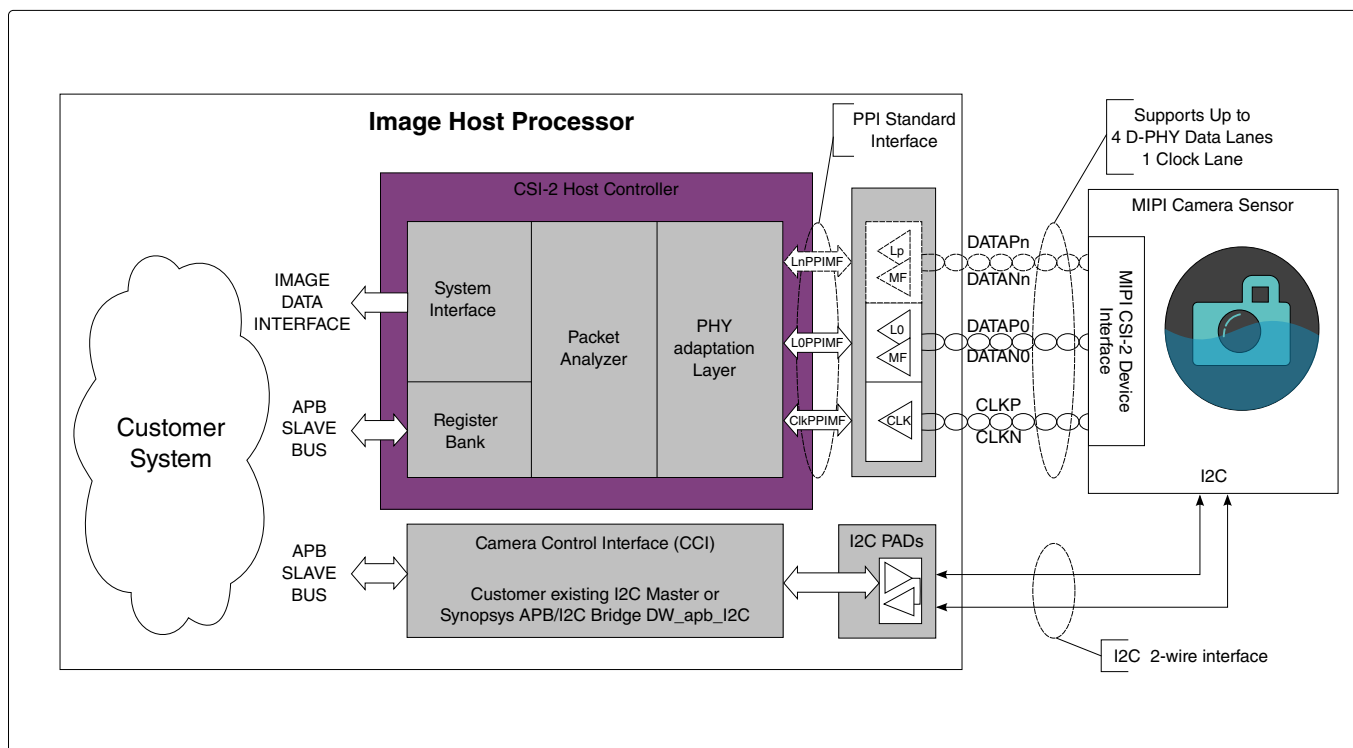 Image Host Processor
PPI Standard
Interface
Supports Up to
4 D-PHY Data Lanes
1 Clock Lane
CSI-2 Host Controller
MIPI Camera Sensor
System
Interface
Packet
Analyzer
PHY
adaptation
Layer
Register
Bank
IMAGE
DATA
INTERFACE
APB
SLAVE
BUS
Customer
System
LnPPIMF
L0PPIMF
ClkPPIMF
Lp
MF
L0
MF
CLK
DATAPn
DATANn
DATAP0
DATAN0
CLKP
CLKN
MIPI CSI-2 Device
Interface
I2C
APB
SLAVE
BUS
Camera Control Interface (CCI)
Customer existing I2C Master or
Synopsys APB/I2C Bridge DW_apb_I2C
I2C PADs
I2C 2-wire interface